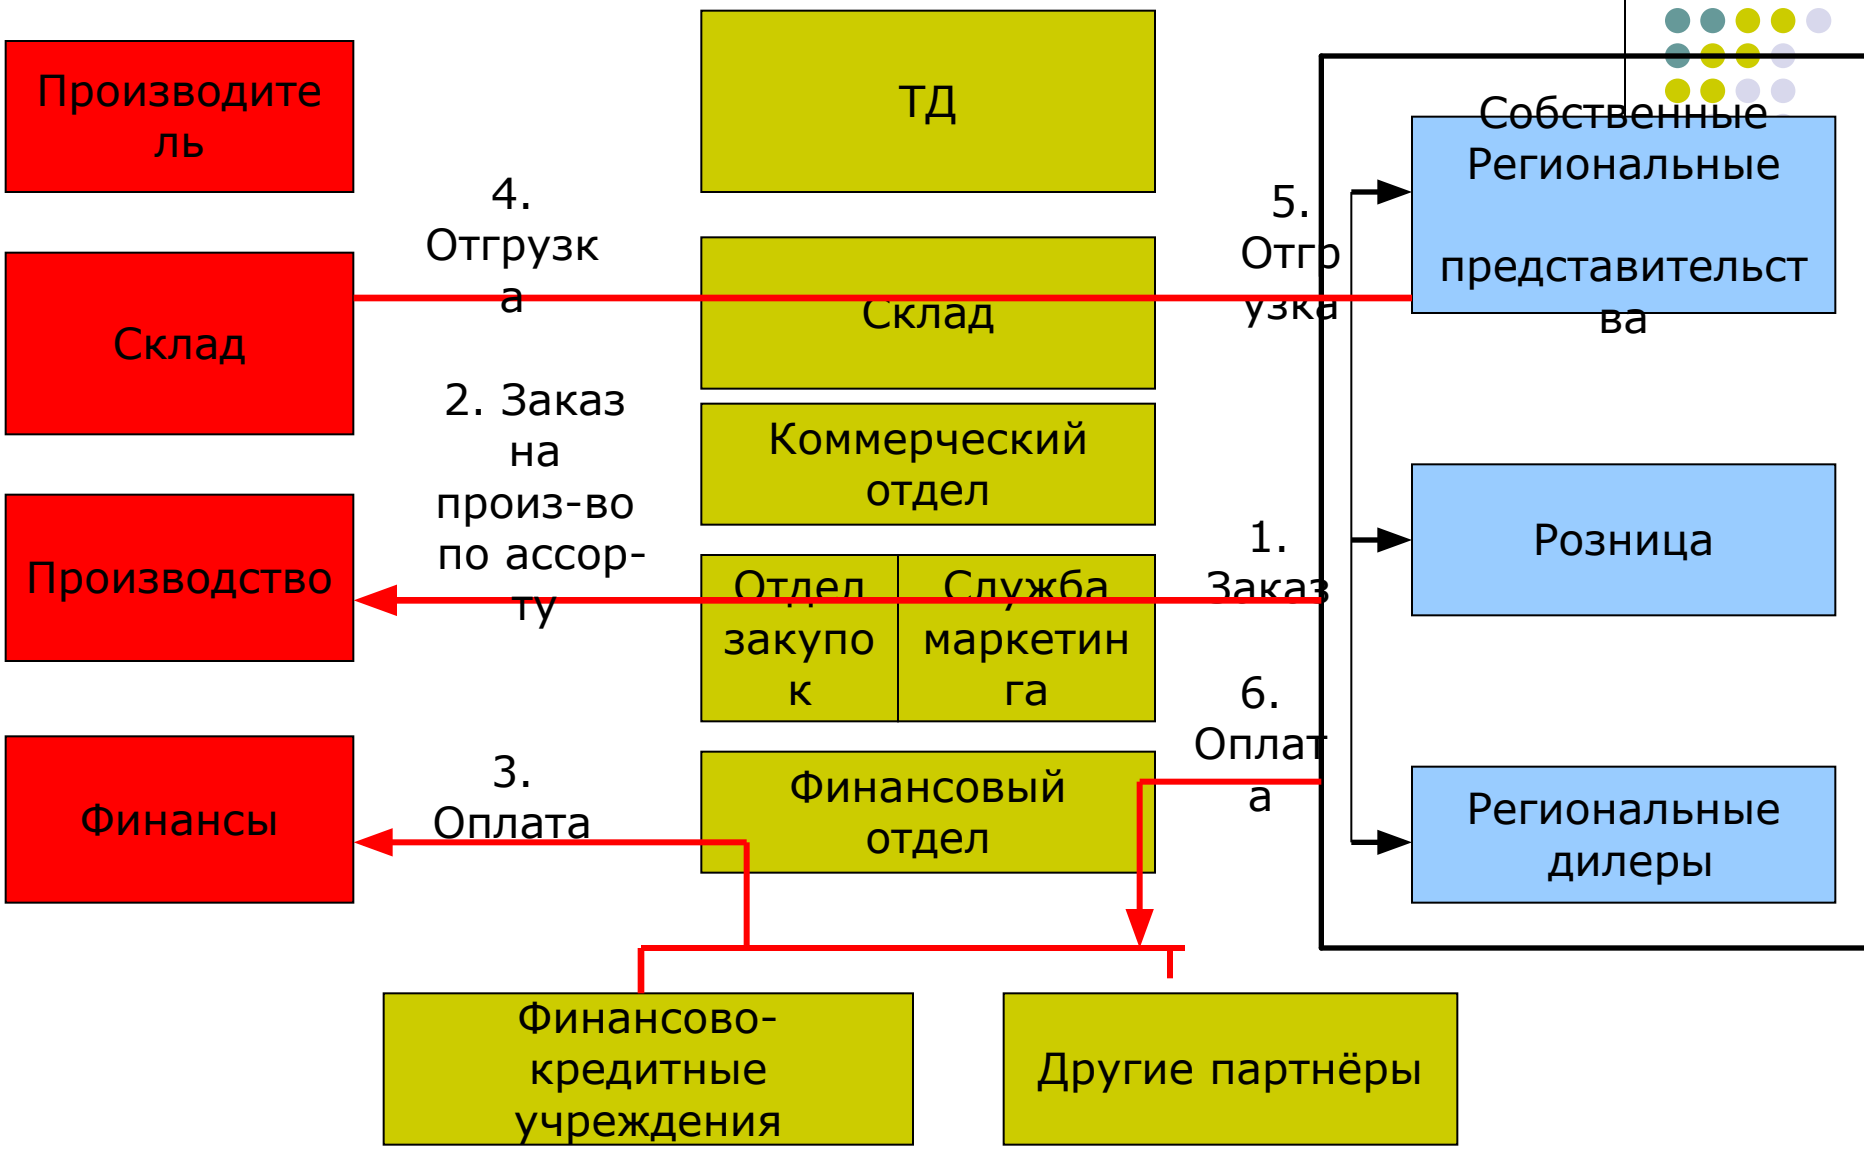 Производите
ль
ТД
Собственные
Региональные
представительст
ва
4.
Отгрузк
а
5.
Отгр
узка
Склад
Склад
2. Заказ
на
произ-во
по ассор-
ту
Коммерческий
отдел
1.
Заказ
Розница
Производство
Отдел
закупо
к
Служба
маркетин
га
6.
Оплат
а
3.
Оплата
Финансы
Финансовый
отдел
Региональные
дилеры
Финансово-
кредитные
учреждения
Другие партнёры